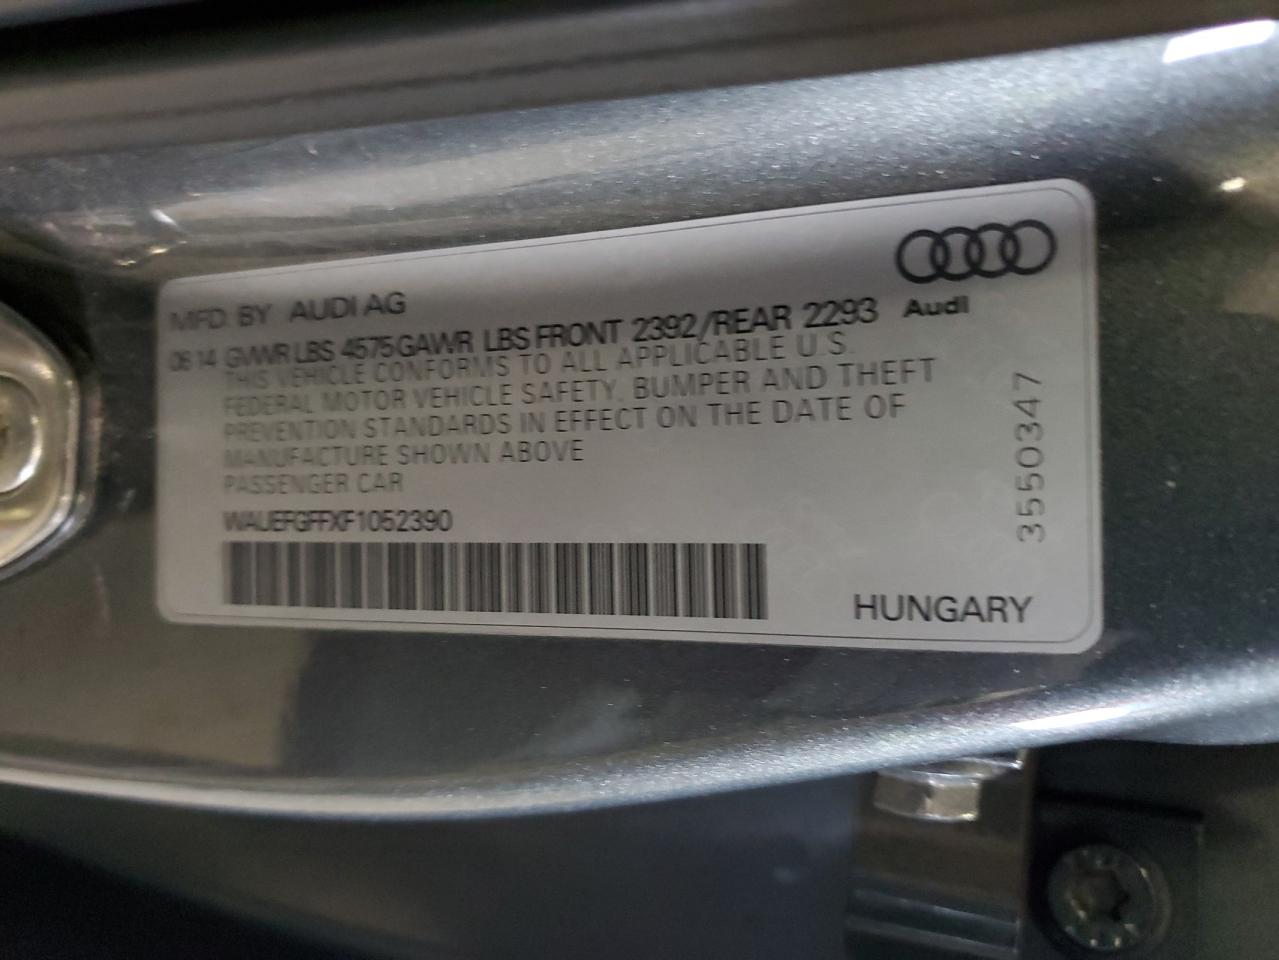 MFD. BY AUDI AG
Audi
08 14 GVWR LBS 4575 GAWR LBS FRONT 2392/REAR 2293
THIS VEHICLE CONFORMS TO ALL APPLICABLE U.S.
FEDERAL MOTOR VEHICLE SAFETY, BUMPER AND THEFT
PREVENTION STANDARDS IN EFFECT ON THE DATE OF
MANUFACTURE SHOWN ABOVE
PASSENGER CAR
WAUEFGFFXF1052390
3550347
HUNGARY